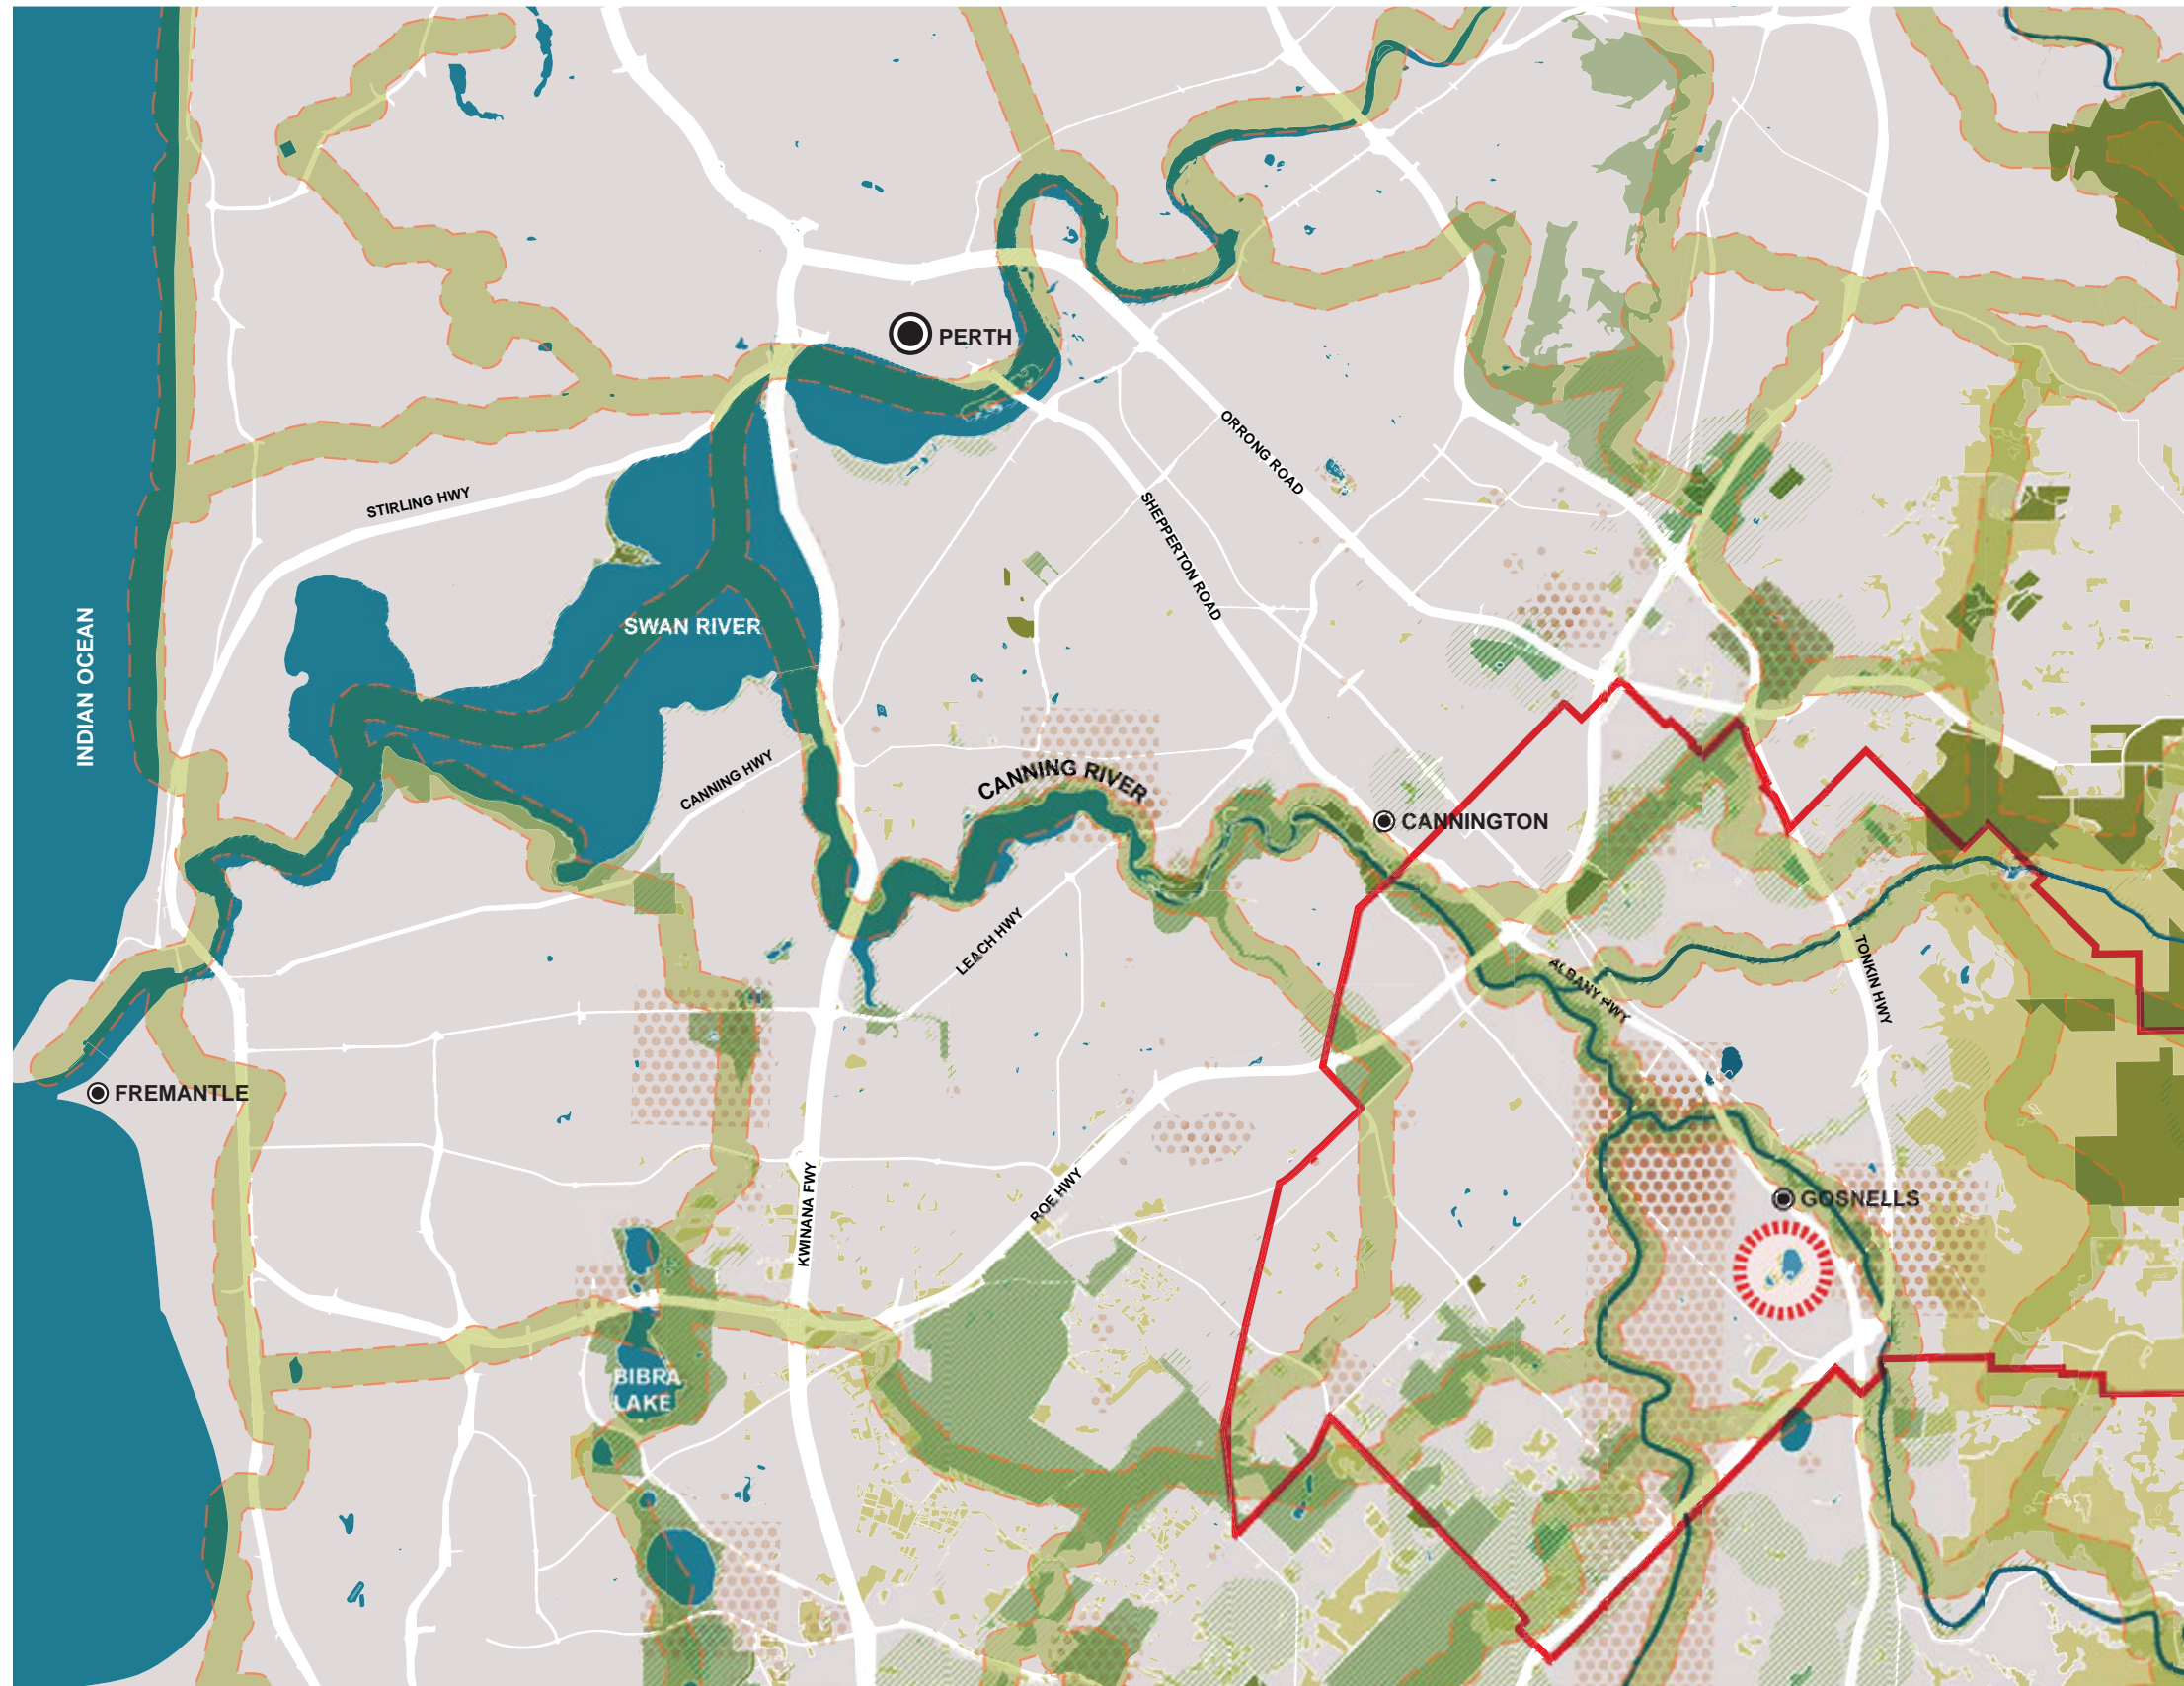 PERTH
ORRONG ROAD
STIRLING HWY
SHEPPERTON ROAD
INDIAN OCEAN
SWAN RIVER
CANNING HWY
CANNING RIVER
CANNINGTON
LEACH HWY
ALBANY HWY
TONKIN HWY
FREMANTLE
KWINANA FWY
ROE HWY
GOSNELLS
BIBRA
LAKE